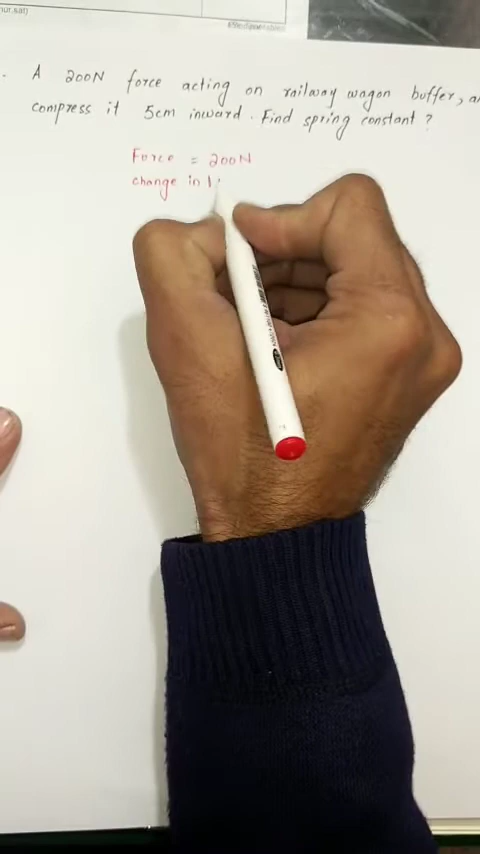 A 200N force acting on railway wagon buffer,
compress it 5cm inward. Find spring constant?
Force = 200N
change in